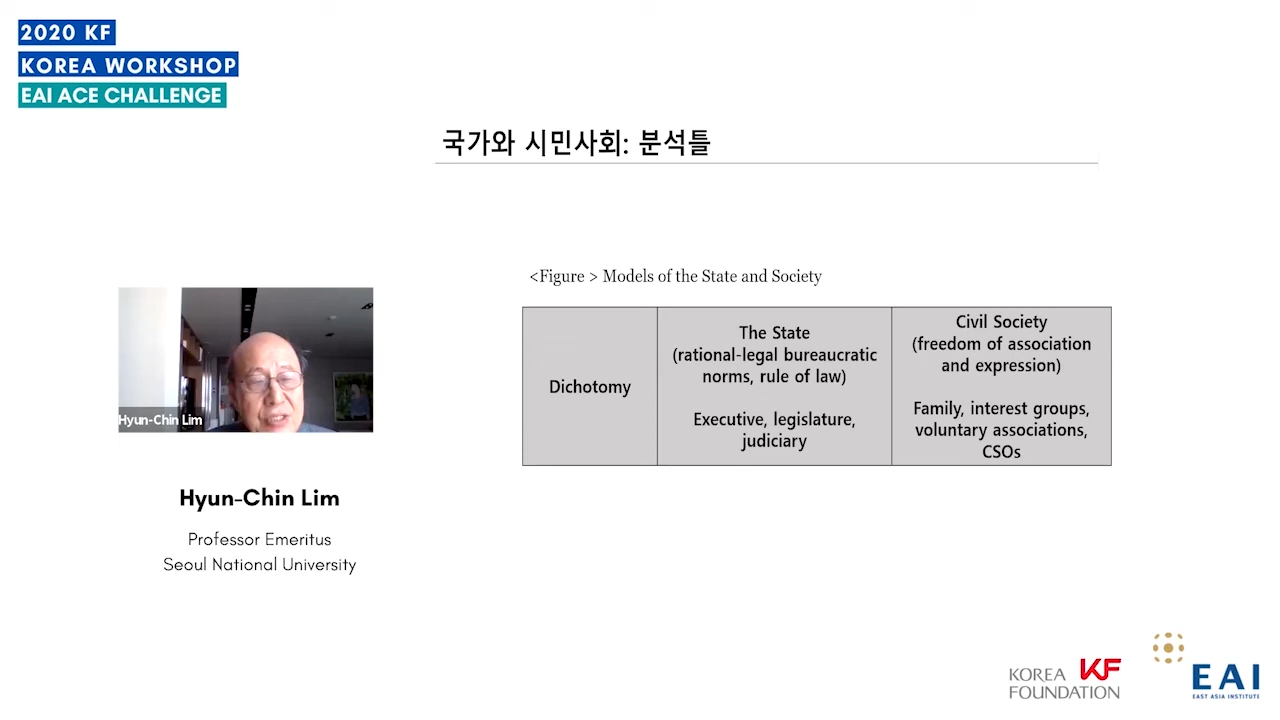 2020 KF
KOREA WORKSHOP
EAI ACE CHALLENGE
국가와 시민사회: 분석틀
<Figure > Models of the State and Society
Dichotomy
The State
(rational-legal bureaucratic
norms, rule of law)
Executive, legislature,
judiciary
Civil Society
(freedom of association
and expression)
Family, interest groups,
voluntary associations,
CSOs
Hyun-Chin Lim
Hyun-Chin Lim
Professor Emeritus
Seoul National University
KOREA KF
FOUNDATION
EAI
EAST ASIA INSTITUTE